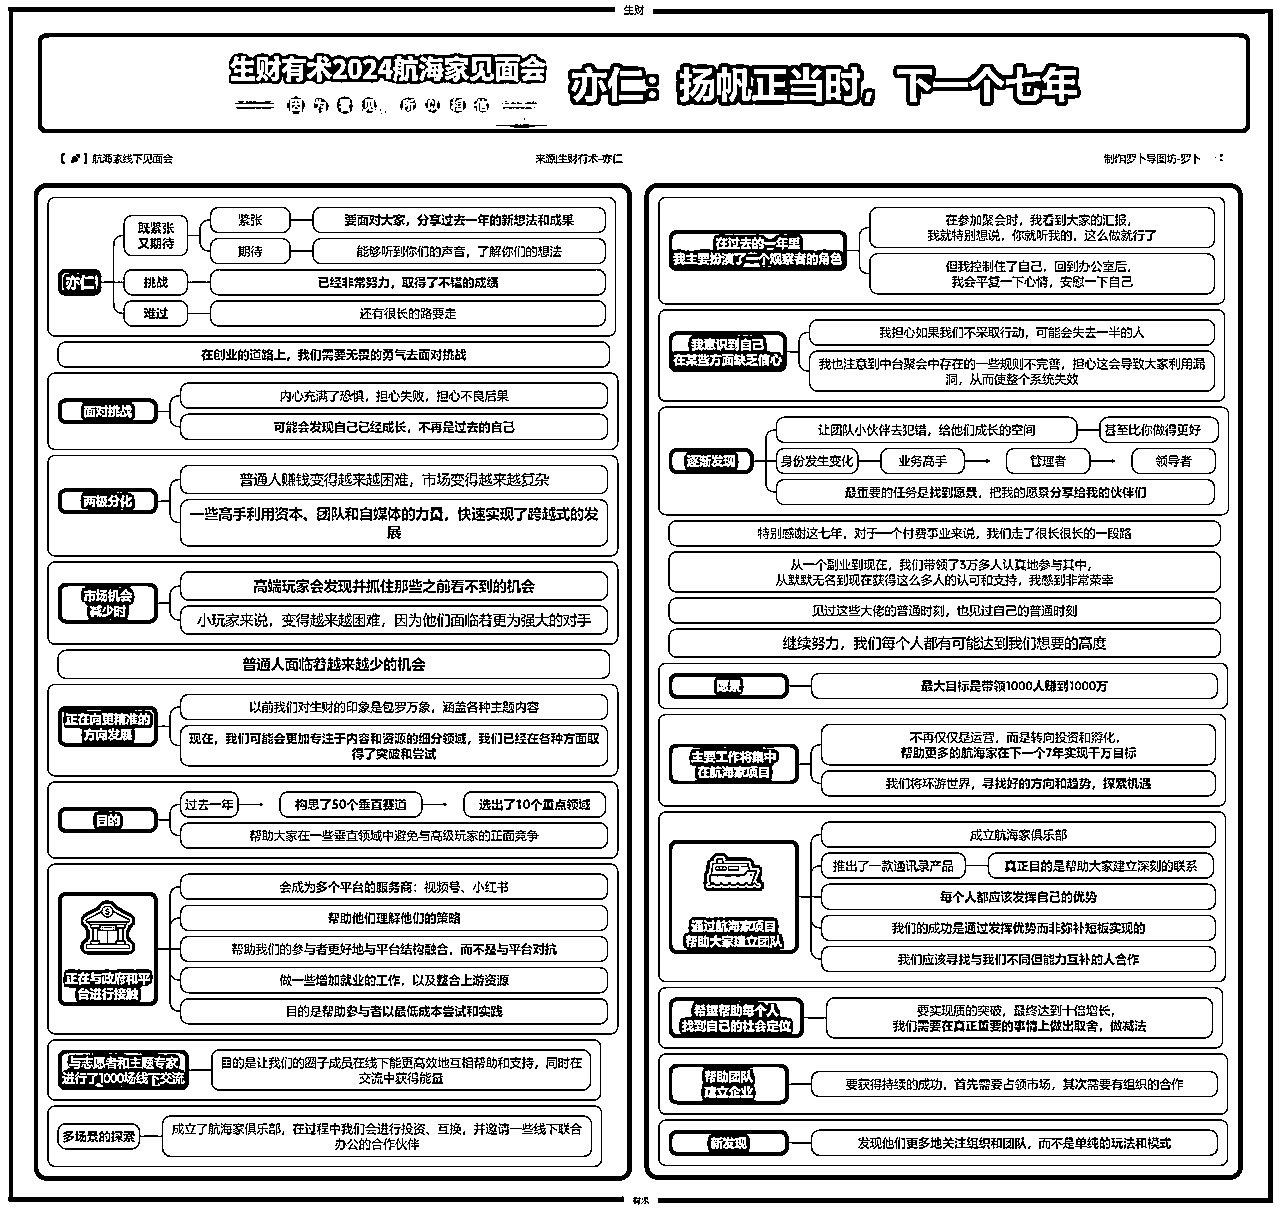 生财
生财有术2024航海家见面会
因为看见，所以相信
亦仁：扬帆正当时，下一个七年
【 】航海家线下见面会
来源|生财有术-亦仁
制作|萝卜导图坊-萝卜
亦仁
既紧张
又期待
紧张
要面对大家，分享过去一年的新想法和成果
期待
能够听到你们的声音，了解你们的想法
挑战
已经非常努力，取得了不错的成绩
难过
还有很长的路要走
在创业的道路上，我们需要无畏的勇气去面对挑战
面对挑战
内心充满了恐惧，担心失败，担心不良后果
可能会发现自己已经成长，不再是过去的自己
两极分化
普通人赚钱变得越来越困难，市场变得越来越复杂
一些高手利用资本、团队和自媒体的力量，快速实现了跨越式的发
展
市场机会
减少时
高端玩家会发现并抓住那些之前看不到的机会
小玩家来说，变得越来越困难，因为他们面临着更为强大的对手
普通人面临着越来越少的机会
正在向更精准的
方向发展
以前我们对生财的印象是包罗万象，涵盖各种主题内容
现在，我们可能会更加专注于内容和资源的细分领域，我们已经在各种方面取
得了突破和尝试
目的
过去一年
构思了50个垂直赛道
选出了10个重点领域
帮助大家在一些垂直领域中避免与高级玩家的正面竞争
正在与政府和平
台进行接触
会成为多个平台的服务商：视频号、小红书
帮助他们理解他们的策略
帮助我们的参与者更好地与平台结构融合，而不是与平台对抗
做一些增加就业的工作，以及整合上游资源
目的是帮助参与者以最低成本尝试和实践
与志愿者和主题专家
进行了1000场线下交流
目的是让我们的圈子成员在线下能更高效地互相帮助和支持，同时在
交流中获得能量
多场景的探索
成立了航海家俱乐部，在过程中我们会进行投资、互换，并邀请一些线下联合
办公的合作伙伴
在过去的一年里
我主要扮演了一个观察者的角色
在参加聚会时，我看到大家的汇报，
我就特别想说，你就听我的，这么做就行了
但我控制住了自己，回到办公室后，
我会平复一下心情，安慰一下自己
我意识到自己
在某些方面缺乏信心
我担心如果我们不采取行动，可能会失去一半的人
我也注意到中台聚会中存在的一些规则不完善，担心这会导致大家利用漏
洞，从而使整个系统失效
逐渐发现
让团队小伙伴去犯错，给他们成长的空间
甚至比你做得更好
身份发生变化
业务高手
管理者
领导者
最重要的任务是找到愿景，把我的愿景分享给我的伙伴们
特别感谢这七年，对于一个付费事业来说，我们走了很长很长的一段路
从一个副业到现在，我们带领了3万多人认真地参与其中，
从默默无名到现在获得这么多人的认可和支持，我感到非常荣幸
见过这些大佬的普通时刻，也见过自己的普通时刻
继续努力，我们每个人都有可能达到我们想要的高度
愿景
最大目标是带领1000人赚到1000万
主要工作将集中
在航海家项目
不再仅仅是运营，而是转向投资和孵化，
帮助更多的航海家在下一个7年实现千万目标
我们将环游世界，寻找好的方向和趋势，探索机遇
通过航海家项目
帮助大家建立团队
成立航海家俱乐部
推出了一款通讯录产品
真正目的是帮助大家建立深刻的联系
每个人都应该发挥自己的优势
我们的成功是通过发挥优势而非弥补短板实现的
我们应该寻找与我们不同但能力互补的人合作
希望帮助每个人
找到自己的社会定位
要实现质的突破，最终达到十倍增长，
我们需要在真正重要的事情上做出取舍，做减法
帮助团队
建立企业
要获得持续的成功，首先需要占领市场，其次需要有组织的合作
新发现
发现他们更多地关注组织和团队，而不是单纯的玩法和模式
有术